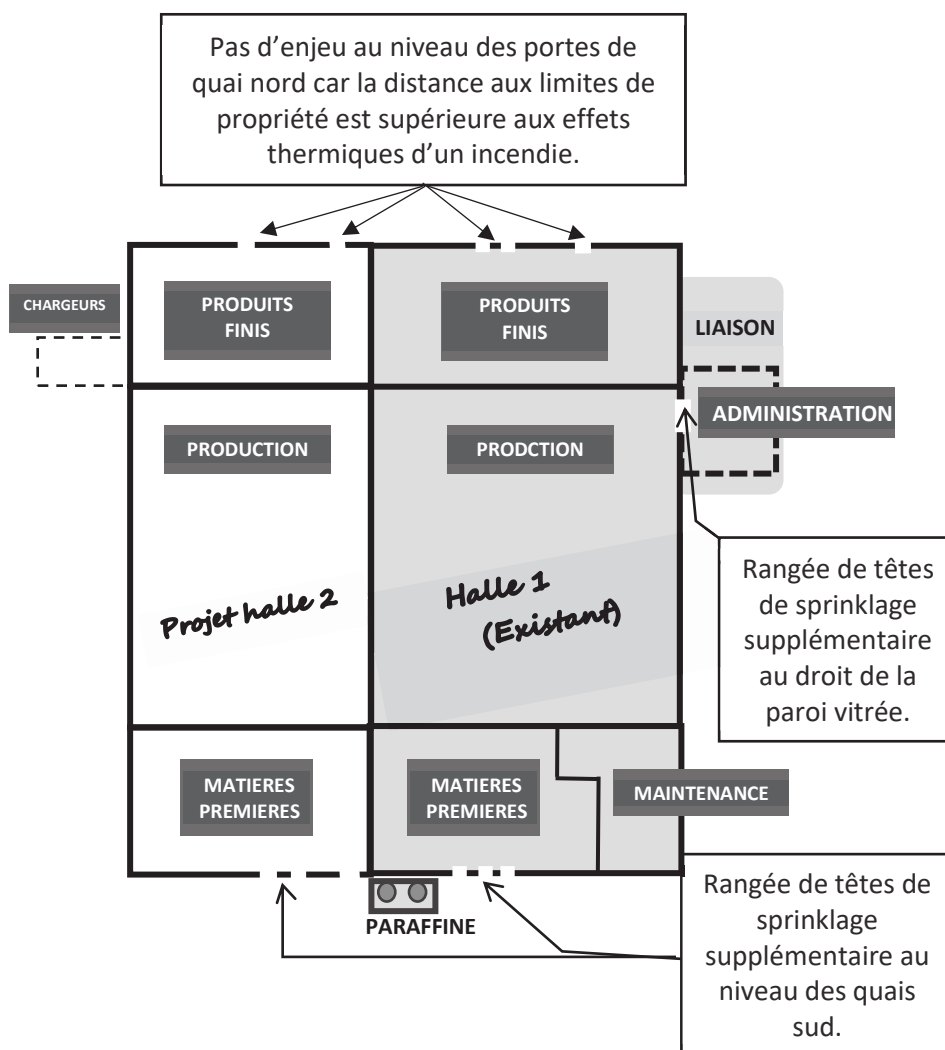 Pas d’enjeu au niveau des portes de
quai nord car la distance aux limites de
propriété est supérieure aux effets
thermiques d’un incendie.
CHARGEURS
PRODUITS
FINIS
PRODUITS
FINIS
LIAISON
ADMINISTRATION
PRODUCTION
PRODCTION
Projet halle 2
Halle 1
(Existant)
Rangée de têtes
de sprinklage
supplémentaire
au droit de la
paroi vitrée.
MATIERES
PREMIERES
MATIERES
PREMIERES
MAINTENANCE
PARAFFINE
Rangée de têtes de
sprinklage
supplémentaire au
niveau des quais
sud.